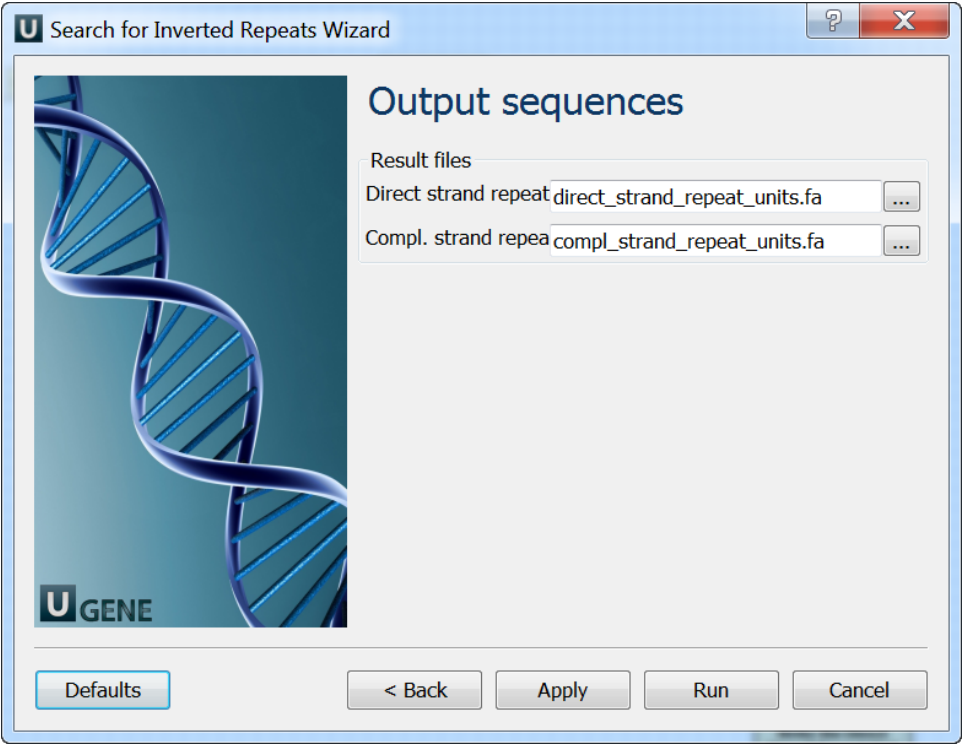 U Search for Inverted Repeats Wizard
? X
Output sequences
Result files
Direct strand repeat direct_strand_repeat_units.fa ...
Compl. strand repea compl_strand_repeat_units.fa ...
U GENE
Defaults < Back Apply Run Cancel